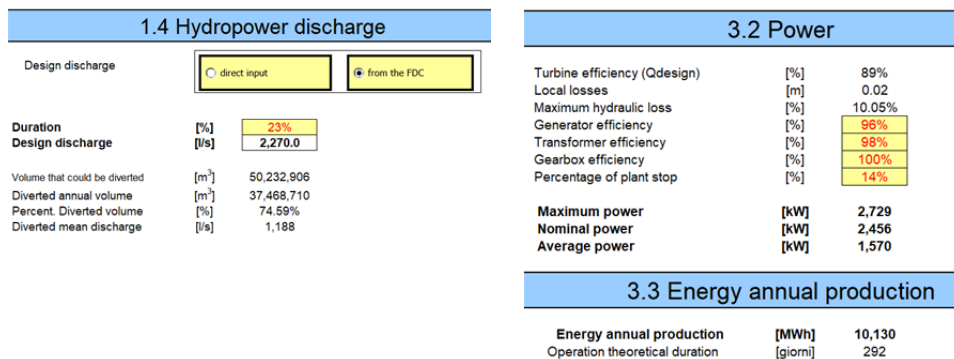 1.4 Hydropower discharge
Design discharge
direct input
from the FDC
Duration [%] 23%
Design discharge [l/s] 2,270.0
Volume that could be diverted [m³] 50,232,906
Diverted annual volume [m³] 37,468,710
Percent. Diverted volume [%] 74.59%
Diverted mean discharge [l/s] 1,188
3.2 Power
Turbine efficiency (Qdesign) [%] 89%
Local losses [m] 0.02
Maximum hydraulic loss [%] 10.05%
Generator efficiency [%] 96%
Transformer efficiency [%] 98%
Gearbox efficiency [%] 100%
Percentage of plant stop [%] 14%
Maximum power [kW] 2,729
Nominal power [kW] 2,456
Average power [kW] 1,570
3.3 Energy annual production
Energy annual production [MWh] 10,130
Operation theoretical duration [giorni] 292